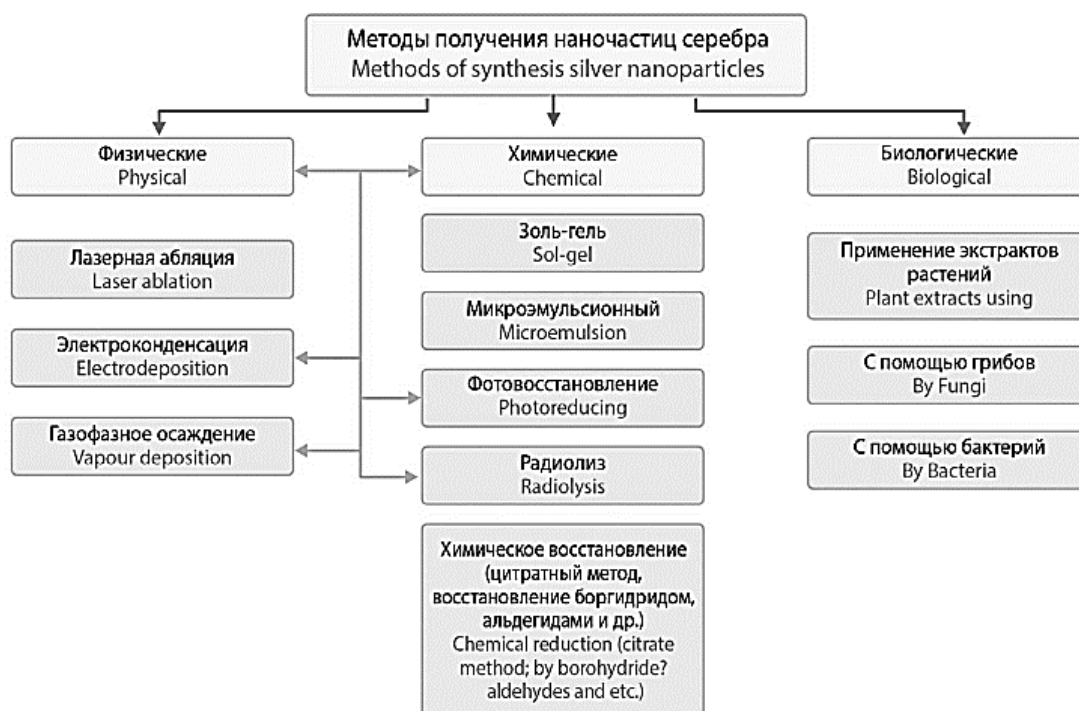 Методы получения наночастиц серебра
Methods of synthesis silver nanoparticles
Физические
Physical
Химические
Chemical
Биологические
Biological
Лазерная абляция
Laser ablation
Электроконденсация
Electrodeposition
Газофазное осаждение
Vapour deposition
Золь-гель
Sol-gel
Микроэмульсионный
Microemulsion
Фотовосстановление
Photoreducing
Радиолиз
Radiolysis
Химическое восстановление
(цитратный метод,
восстановление боргидридом,
альдегидами и др.)
Chemical reduction (citrate
method; by borohydride?
aldehydes and etc.)
Применение экстрактов
растений
Plant extracts using
С помощью грибов
By Fungi
С помощью бактерий
By Bacteria